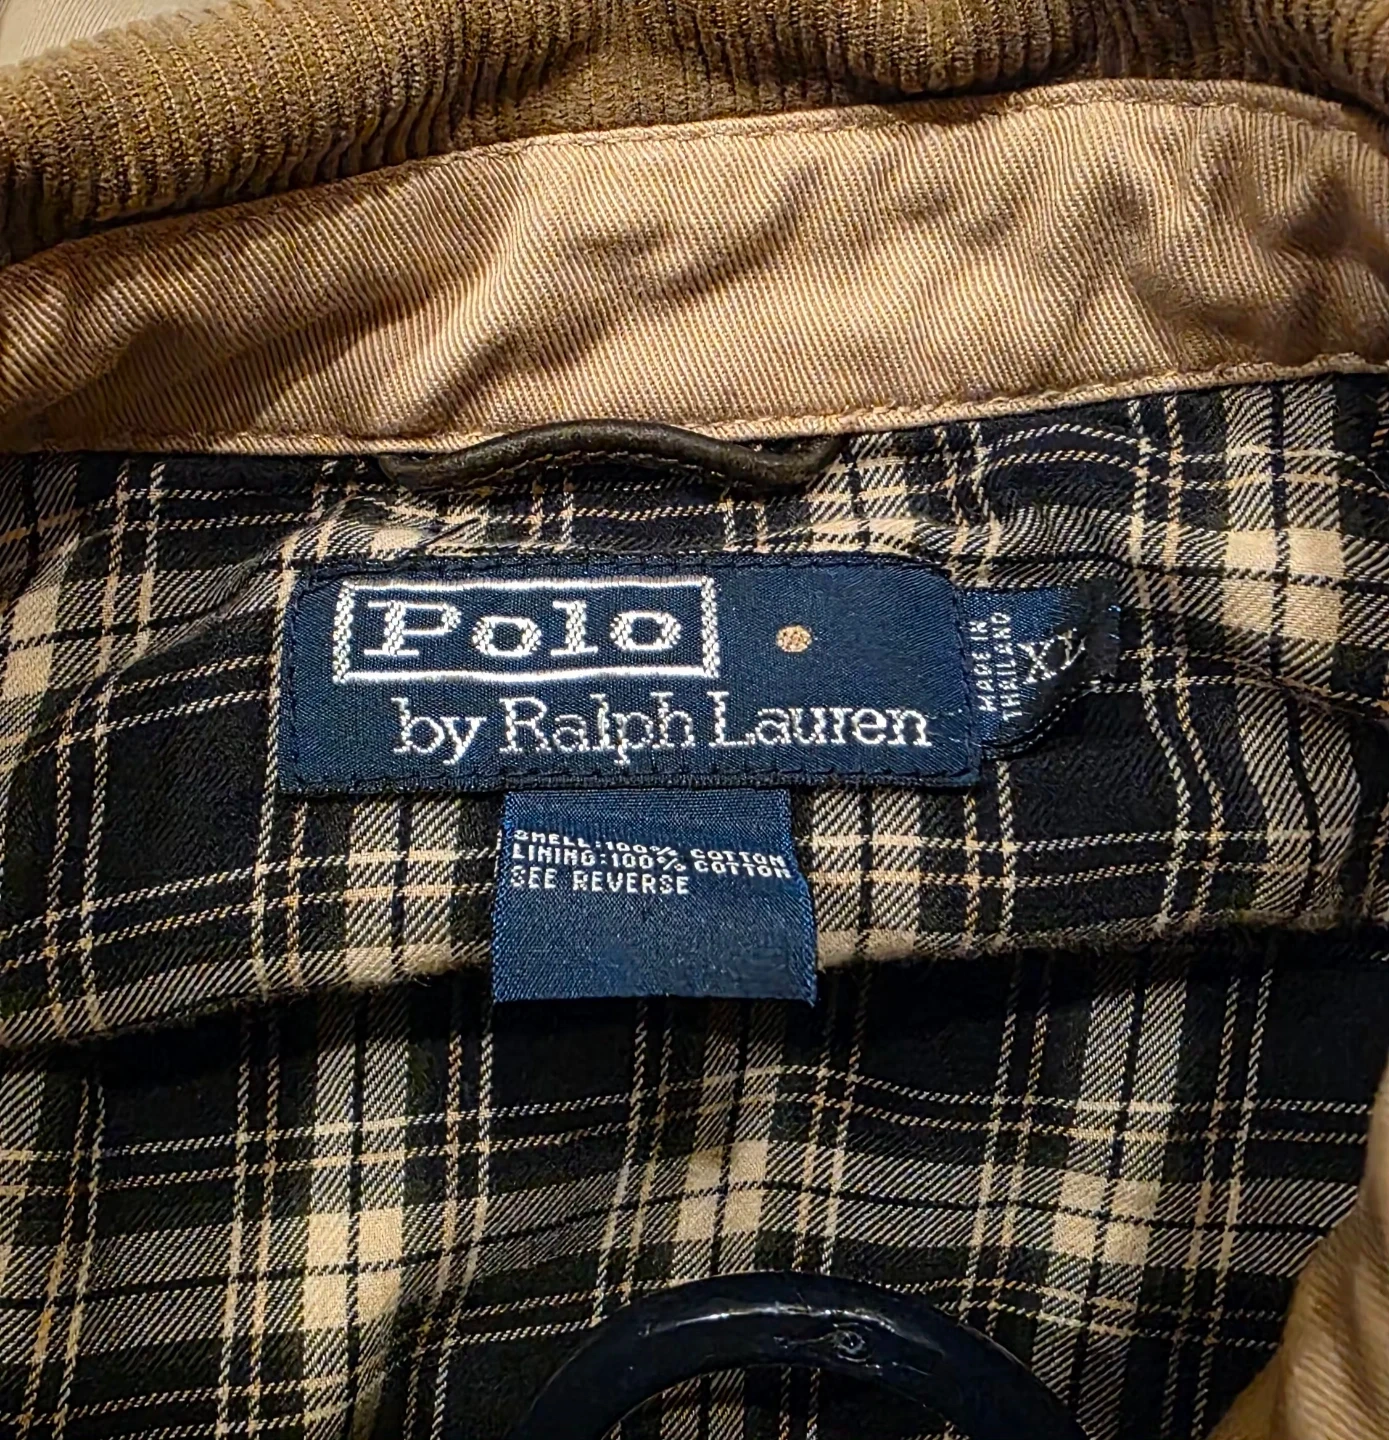 Polo
by Ralph Lauren
MADE IN
THAILAND
XL
SHELL:100% COTTON
LINING:100% COTTON
SEE REVERSE